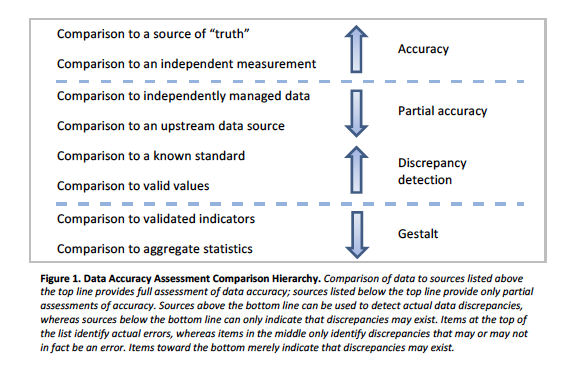 Comparison to a source of “truth”
Comparison to an independent measurement
Accuracy
Comparison to independently managed data
Comparison to an upstream data source
Partial accuracy
Comparison to a known standard
Comparison to valid values
Discrepancy
detection
Comparison to validated indicators
Comparison to aggregate statistics
Gestalt
Figure 1. Data Accuracy Assessment Comparison Hierarchy. Comparison of data to sources listed above
the top line provides full assessment of data accuracy; sources listed below the top line provide only partial
assessments of accuracy. Sources above the bottom line can be used to detect actual data discrepancies,
whereas sources below the bottom line can only indicate that discrepancies may exist. Items at the top of
the list identify actual errors, whereas items in the middle only identify discrepancies that may or may not
in fact be an error. Items toward the bottom merely indicate that discrepancies may exist.